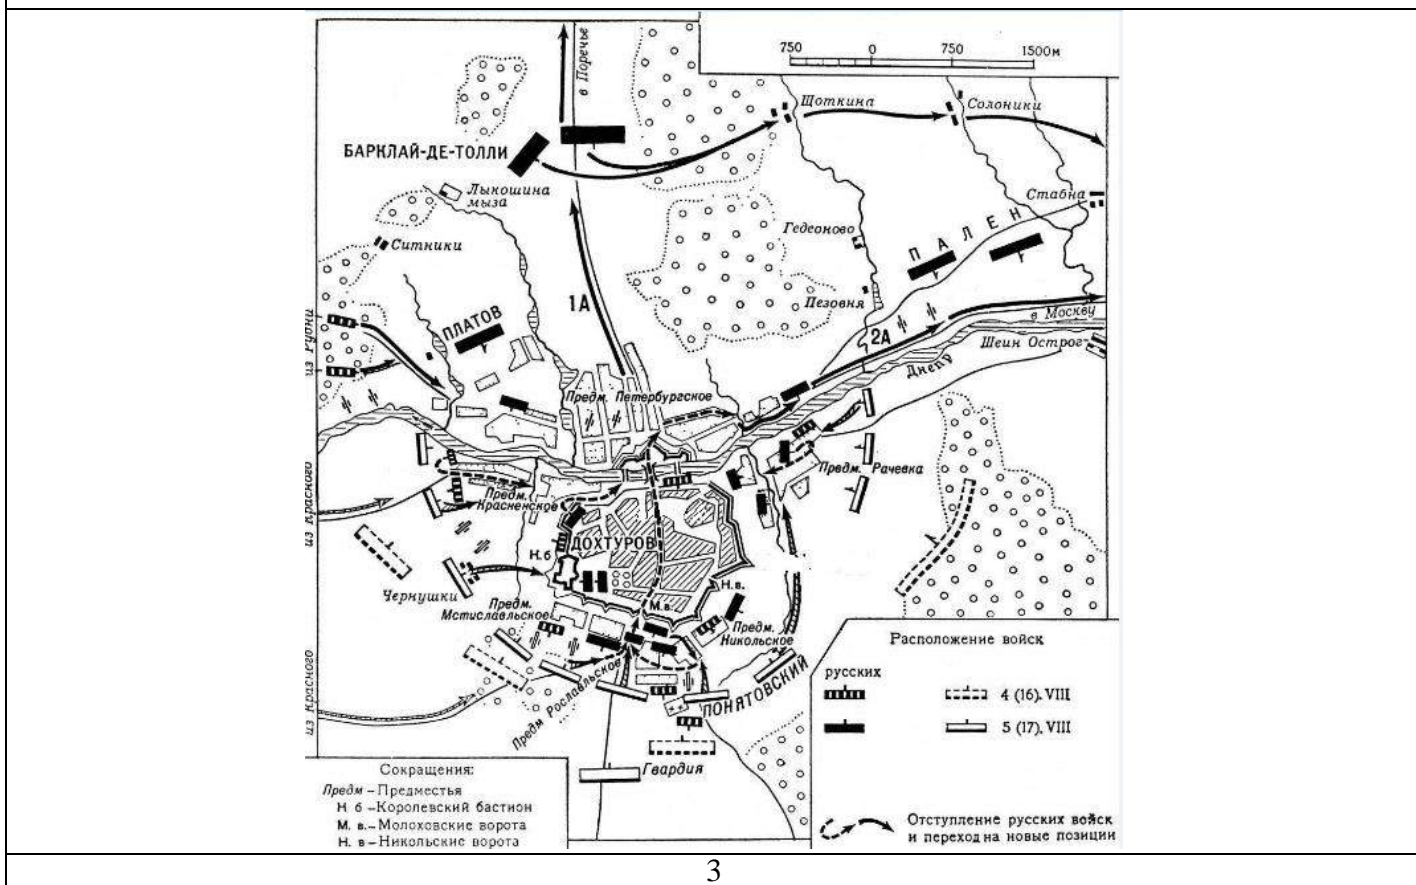 750 0 750 1500м
в Поречье
Щоткина
Солоники
БАРКЛАЙ-ДЕ-ТОЛЛИ
Лыкошина
мыза
Стабна
Гедеоново
Ситники
ПАЛЕН
Пезовня
1А
из Рудни
ПЛАТОВ
2А
в Москву
Шеин Острог
Днепр
Предм. Петербургское
Предм. Рачевка
из Красного
Предм.
Красненское
ДОХТУРОВ
Н. б
Н. в.
Чернушки
Предм.
Мстиславльское
М. в.
Предм.
Никольское
Расположение войск
русских
4 (16). VIII
5 (17). VIII
из Красного
Предм Рославльское
ПОНЯТОВСКИЙ
Гвардия
Сокращения:
Предм – Предместья
Н б –Королевский бастион
М. в.– Молоховские ворота
Н. в –Никольские ворота
Отступление русских войск
и переход на новые позиции
3